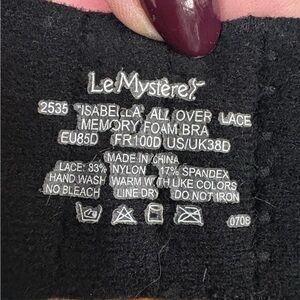 Le Mystère
2535 "ISABELLA" ALL OVER LACE
MEMORY FOAM BRA
EU85D FR100D US/UK38D
MADE IN CHINA
LACE: 83% NYLON 17% SPANDEX
HAND WASH WARM WITH LIKE COLORS
NO BLEACH LINE DRY DO NOT IRON
0708